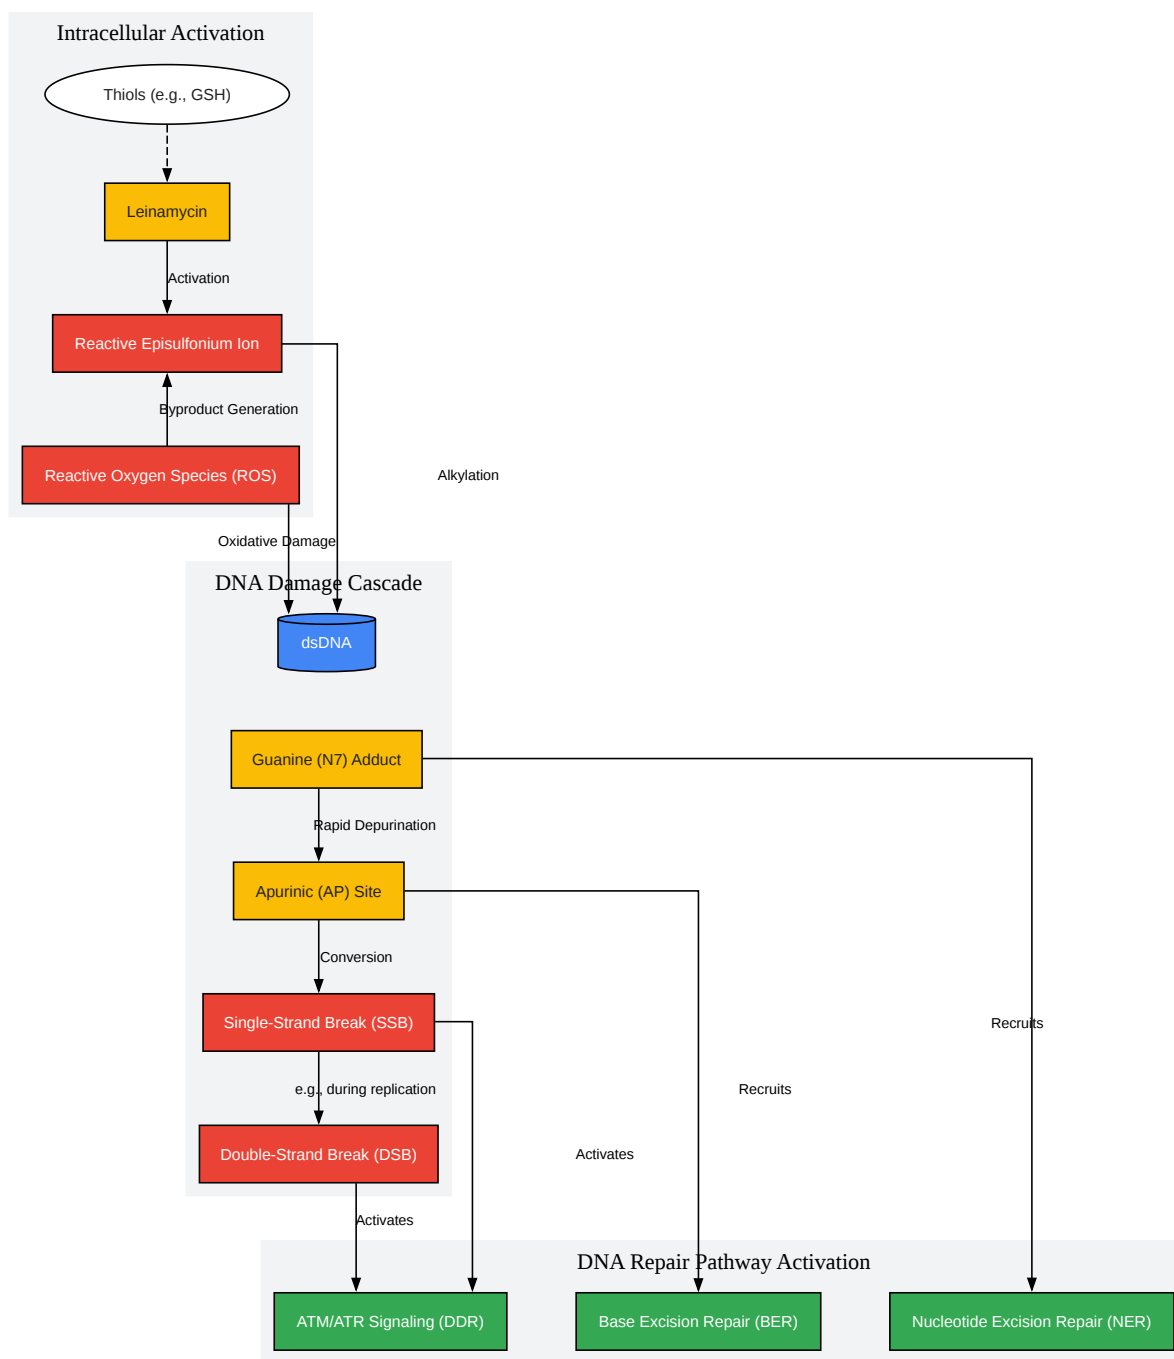 Intracellular Activation
Thiols (e.g., GSH)
Leinamycin
Activation
Reactive Episulfonium Ion
Byproduct Generation
Reactive Oxygen Species (ROS)
Alkylation
Oxidative Damage
DNA Damage Cascade
dsDNA
Guanine (N7) Adduct
Rapid Depurination
Apurinic (AP) Site
Conversion
Single-Strand Break (SSB)
Recruits
e.g., during replication
Recruits
Double-Strand Break (DSB)
Activates
Activates
DNA Repair Pathway Activation
ATM/ATR Signaling (DDR)
Base Excision Repair (BER)
Nucleotide Excision Repair (NER)